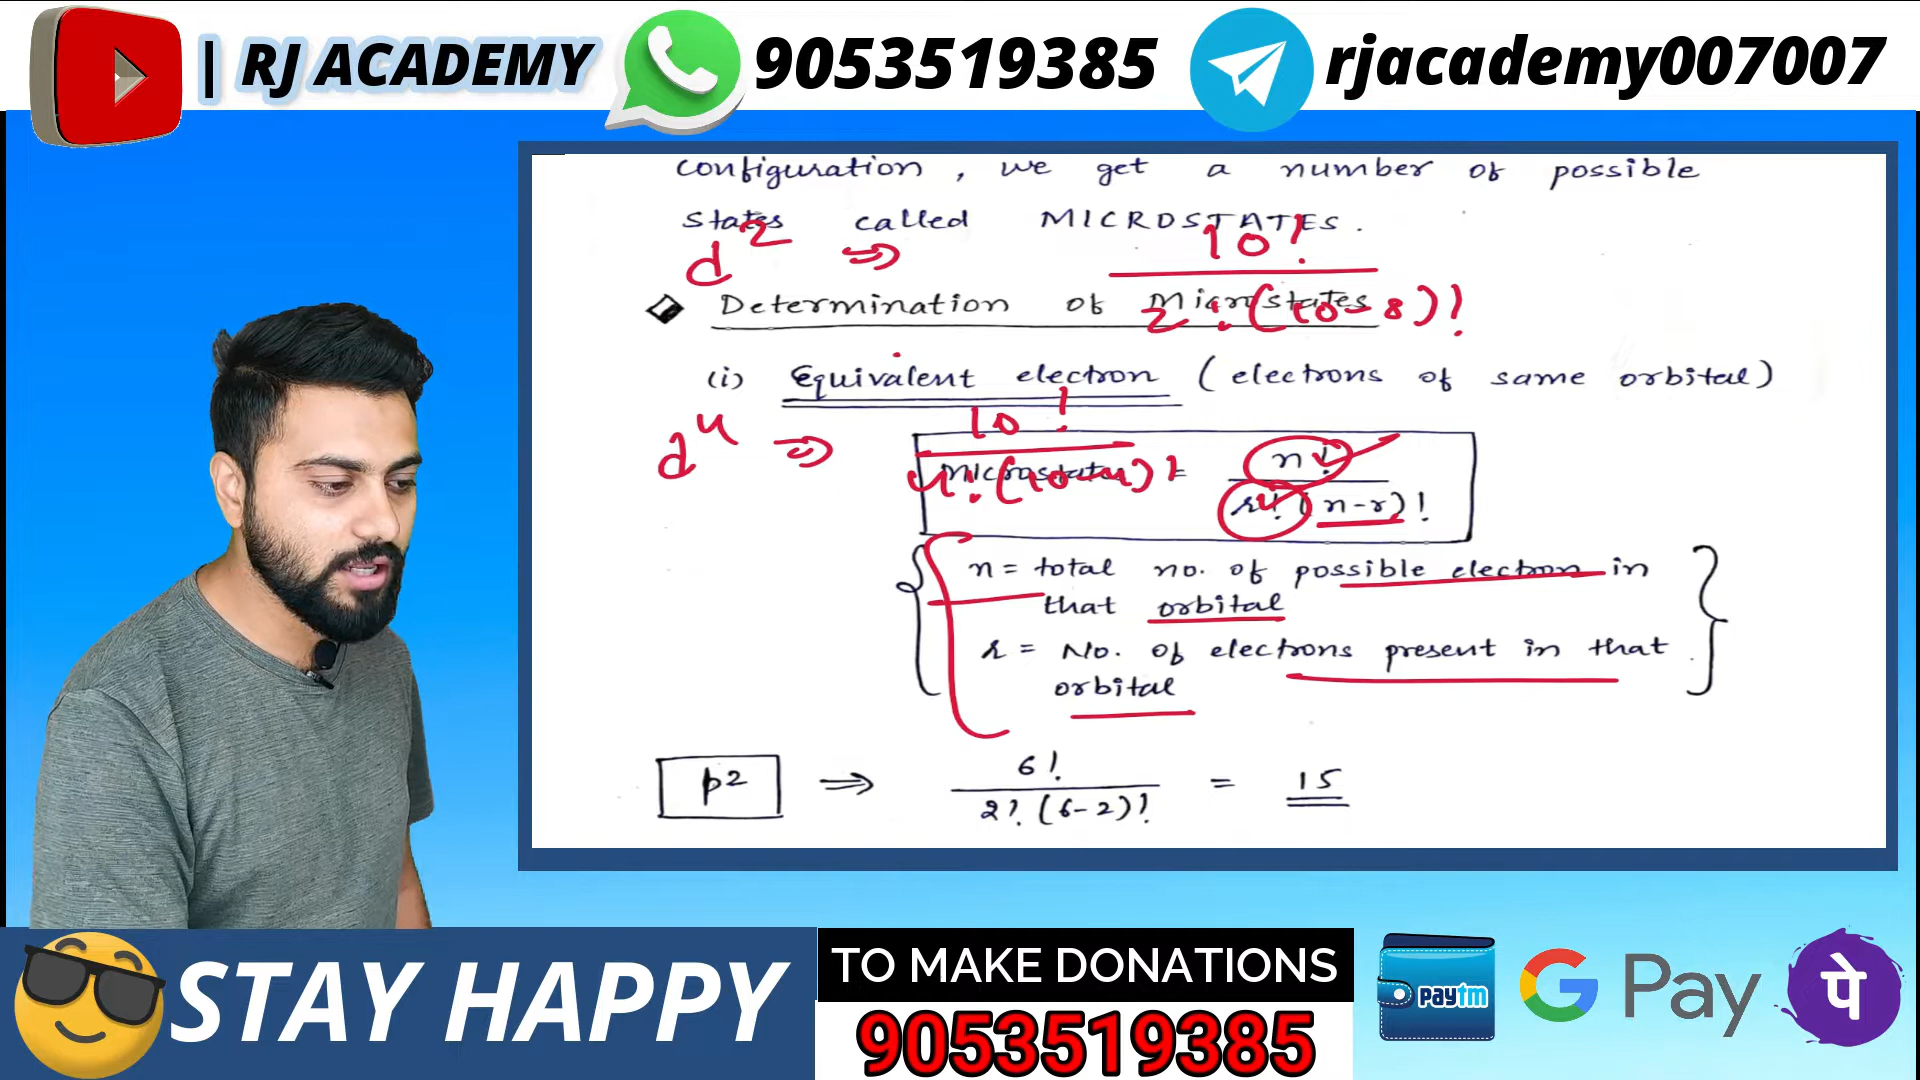 | RJ ACADEMY 9053519385 rjacademy007007
configuration, we get a number of possible
states called MICROSTATES.
d² ⇒ 10! / 2!(10-8)!
Determination of Microstates
(i) Equivalent electron (electrons of same orbital)
d⁴ ⇒ 10! / 4!(10-4)!
Microstates = n! / r!(n-r)!
n = total no. of possible electron in
that orbital
r = No. of electrons present in that
orbital
p² ⇒ 6! / 2!(6-2)! = 15
STAY HAPPY
TO MAKE DONATIONS
9053519385
paytm
G Pay
पे